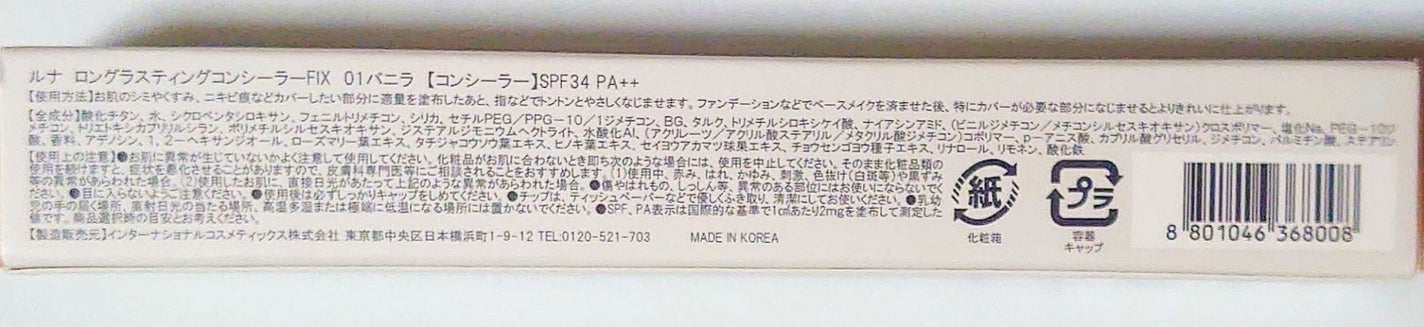 ルナ ロングラスティングコンシーラーFIX 01バニラ 【コンシーラー】SPF34 PA++
【使用方法】お肌のシミやくすみ、ニキビ痕などカバーしたい部分に適量を塗布したあと、指などでトントンとやさしくなじませます。ファンデーションなどでベースメイクを済ませた後、特にカバーが必要な部分になじませるとよりきれいに仕上がります。
【全成分】酸化チタン、水、シクロペンタシロキサン、フェニルトリメチコン、シリカ、セチルPEG/PPG-10/1ジメチコン、BG、タルク、トリメチルシロキシケイ酸、ナイアシンアミド、(ビニルジメチコン/メチコンシルセスキオキサン)クロスポリマー、塩化Na、PEG-10ジ
メチコン、トリエトキシカプリリルシラン、ポリメチルシルセスキオキサン、ジステアルジモニウムヘクトライト、水酸化Al、(アクリレーツ/アクリル酸ステアリル/メタクリル酸ジメチコン)コポリマー、p-アニス酸、カプリル酸グリセリル、ジメチコン、パルミチン酸、ステアリン
酸、香料、アデノシン、1,2-ヘキサンジオール、ローズマリー葉エキス、タチジャコウソウ葉エキス、ヒノキ葉エキス、セイヨウアカマツ球果エキス、チョウセンゴヨウ種子エキス、リナロール、リモネン、酸化鉄
【使用上の注意】●お肌に異常が生じていないかよく注意して使用してください。化粧品がお肌に合わないとき即ち次のような場合には、使用を中止してください。そのまま化粧品類の
使用を続けますと、症状を悪化させることがありますので、皮膚科専門医等にご相談されることをおすすめします。(1)使用中、赤み、はれ、かゆみ、刺激、色抜け(白斑等)や黒ずみ
等の異常があらわれた場合。(2)使用したお肌に、直接日光があたって上記のような異常があらわれた場合。●傷やはれもの、しっしん等、異常のある部位にはお使いにならないでく
ださい。●目に入らないようご注意ください。●使用後は必ずしっかりキャップをしめてください。●チップは、ティッシュペーパーなどで優しくふき取り、清潔にしてお使いください。●乳幼
児の手の届く場所、直射日光の当たる場所、高温多湿または極端に低温になる場所には置かないでください。●SPF、PA表示は国際的な基準で1c㎡あたり2mgを塗布して測定した
値です。商品選択時の目安とお考えください。
【製造販売元】インターナショナルコスメティックス株式会社 東京都中央区日本橋浜町1-9-12 TEL:0120-521-703 MADE IN KOREA
紙
化粧箱
プラ
容器
キャップ
8 801046 368008